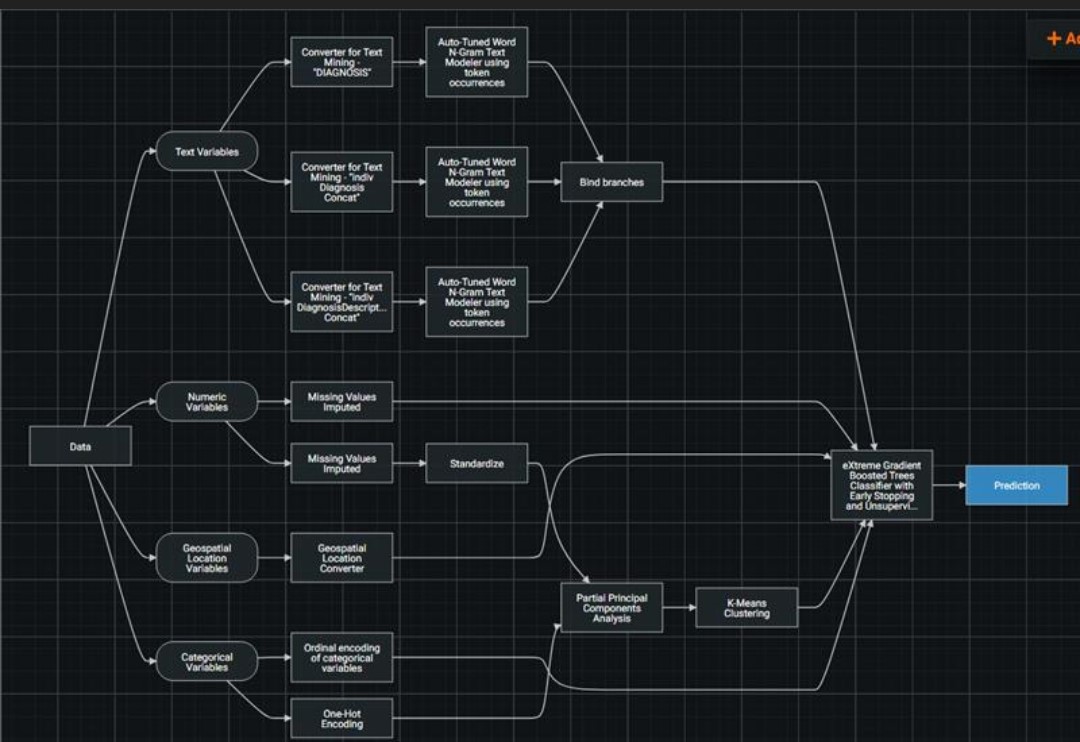 + Ad
Converter for Text
Mining -
"DIAGNOSIS"
Auto-Tuned Word
N-Gram Text
Modeler using
token
occurrences
Text Variables
Converter for Text
Mining - "indiv
Diagnosis
Concat"
Auto-Tuned Word
N-Gram Text
Modeler using
token
occurrences
Bind branches
Converter for Text
Mining - "indiv
DiagnosisDescript...
Concat"
Auto-Tuned Word
N-Gram Text
Modeler using
token
occurrences
Data
Numeric
Variables
Missing Values
Imputed
Missing Values
Imputed
Standardize
eXtreme Gradient
Boosted Trees
Classifier with
Early Stopping
and Unsupervi...
Prediction
Geospatial
Location
Variables
Geospatial
Location
Converter
Partial Principal
Components
Analysis
K-Means
Clustering
Categorical
Variables
Ordinal encoding
of categorical
variables
One-Hot
Encoding